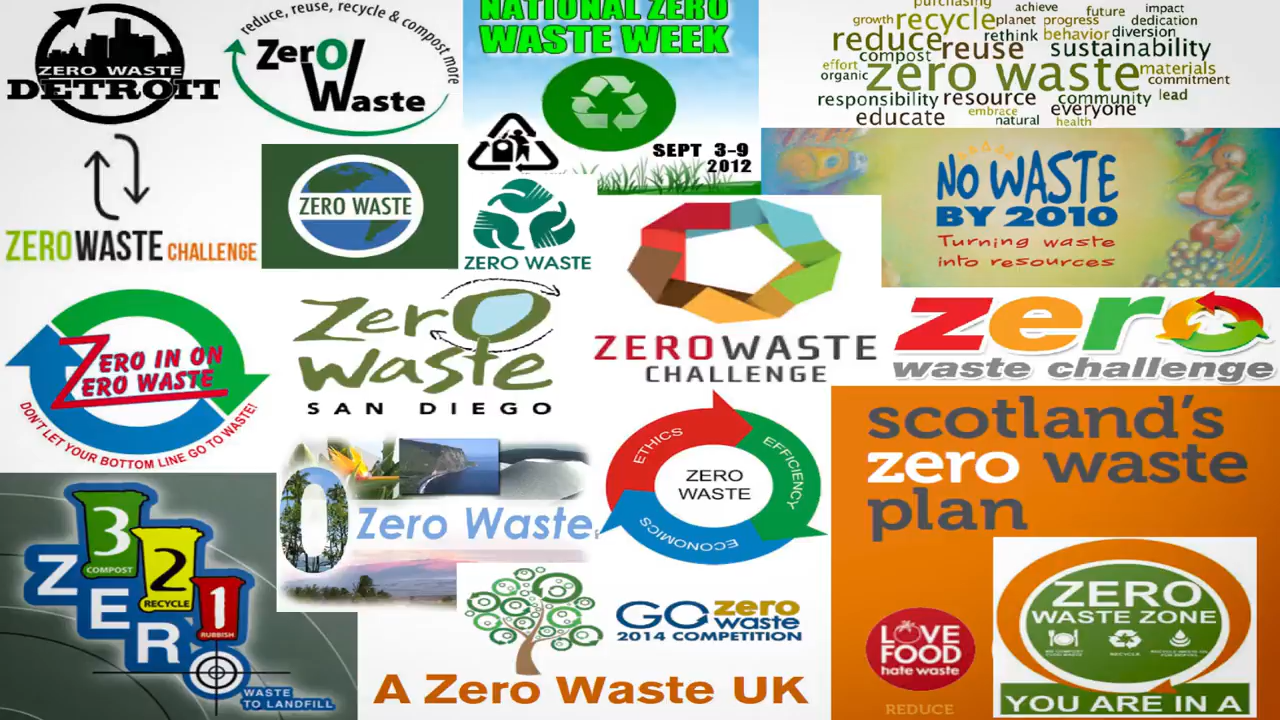 ZERO WASTE
DETROIT
reduce, reuse, recycle & compost more
Zero
Waste
NATIONAL ZERO
WASTE WEEK
SEPT 3-9
2012
purchasing
achieve
future
impact
growth recycle planet progress dedication
reduce rethink behavior diversion
compost reuse sustainability
effort
organic zero waste materials
commitment
responsibility resource community lead
educate embrace everyone
natural health
ZEROWASTE CHALLENGE
ZERO WASTE
ZERO WASTE
NO WASTE
BY 2010
Turning waste
into resources
ZERO IN ON
ZERO WASTE
DON'T LET YOUR BOTTOM LINE GO TO WASTE!
Zero
waste
SAN DIEGO
ZEROWASTE
CHALLENGE
zero
waste challenge
0
Zero Waste
ETHICS
EFFICIENCY
ECONOMICS
ZERO
WASTE
scotland's
zero waste
plan
LOVE
FOOD
hate waste
REDUCE
ZERO
WASTE ZONE
RECYCLE
YOU ARE IN A
3
COMPOST
2
RECYCLE
1
RUBBISH
ZERO
WASTE
TO LANDFILL
GO zero
waste
2014 COMPETITION
A Zero Waste UK